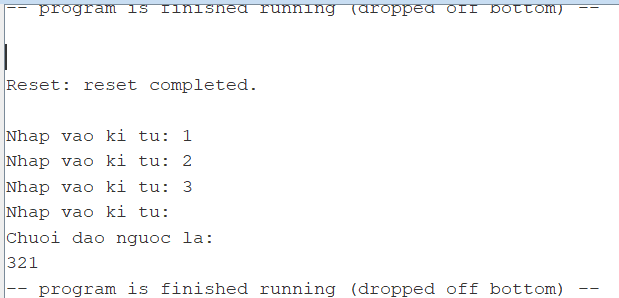 -- program is finished running (dropped off bottom) --
Reset: reset completed.
Nhap vao ki tu: 1
Nhap vao ki tu: 2
Nhap vao ki tu: 3
Nhap vao ki tu:
Chuoi dao nguoc la:
321
-- program is finished running (dropped off bottom) --